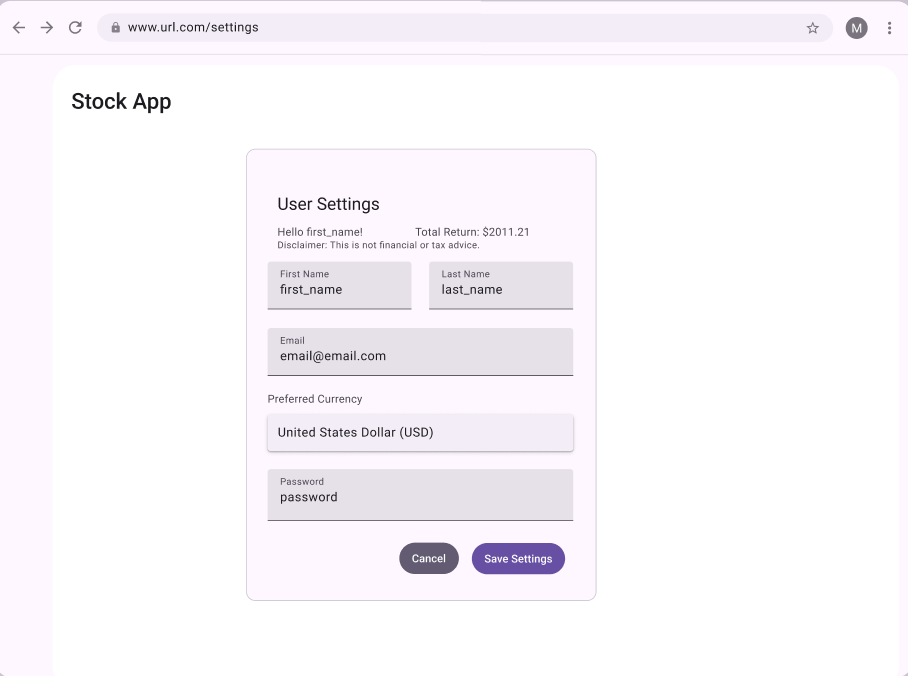 www.url.com/settings
M
Stock App
User Settings
Hello first_name! Total Return: $2011.21
Disclaimer: This is not financial or tax advice.
First Name Last Name
first_name last_name
Email
email@email.com
Preferred Currency
United States Dollar (USD)
Password
password
Cancel Save Settings